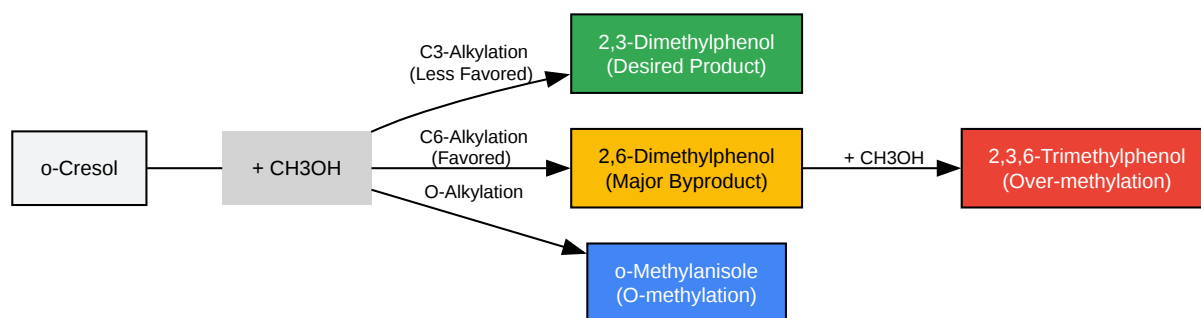 o-Cresol
+ CH3OH
C3-Alkylation
(Less Favored)
C6-Alkylation
(Favored)
O-Alkylation
2,3-Dimethylphenol
(Desired Product)
2,6-Dimethylphenol
(Major Byproduct)
o-Methylanisole
(O-methylation)
+ CH3OH
2,3,6-Trimethylphenol
(Over-methylation)